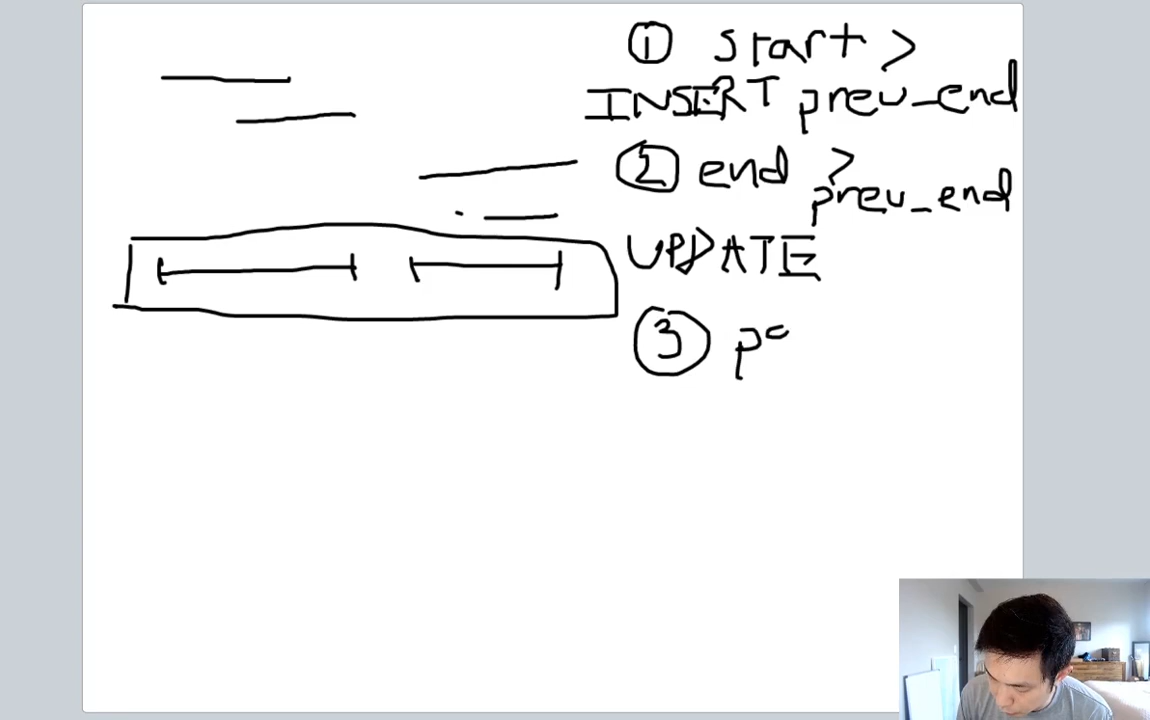 ① start >
INSERT prev_end
② end >
prev_end
UPDATE
③